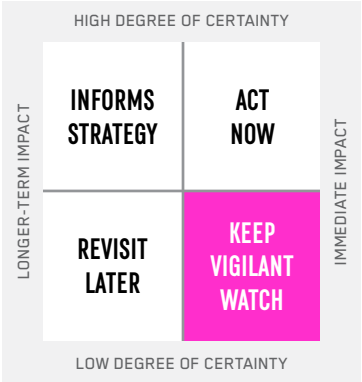 HIGH DEGREE OF CERTAINTY
LONGER-TERM IMPACT
INFORMS
STRATEGY
ACT
NOW
IMMEDIATE IMPACT
REVISIT
LATER
KEEP
VIGILANT
WATCH
LOW DEGREE OF CERTAINTY